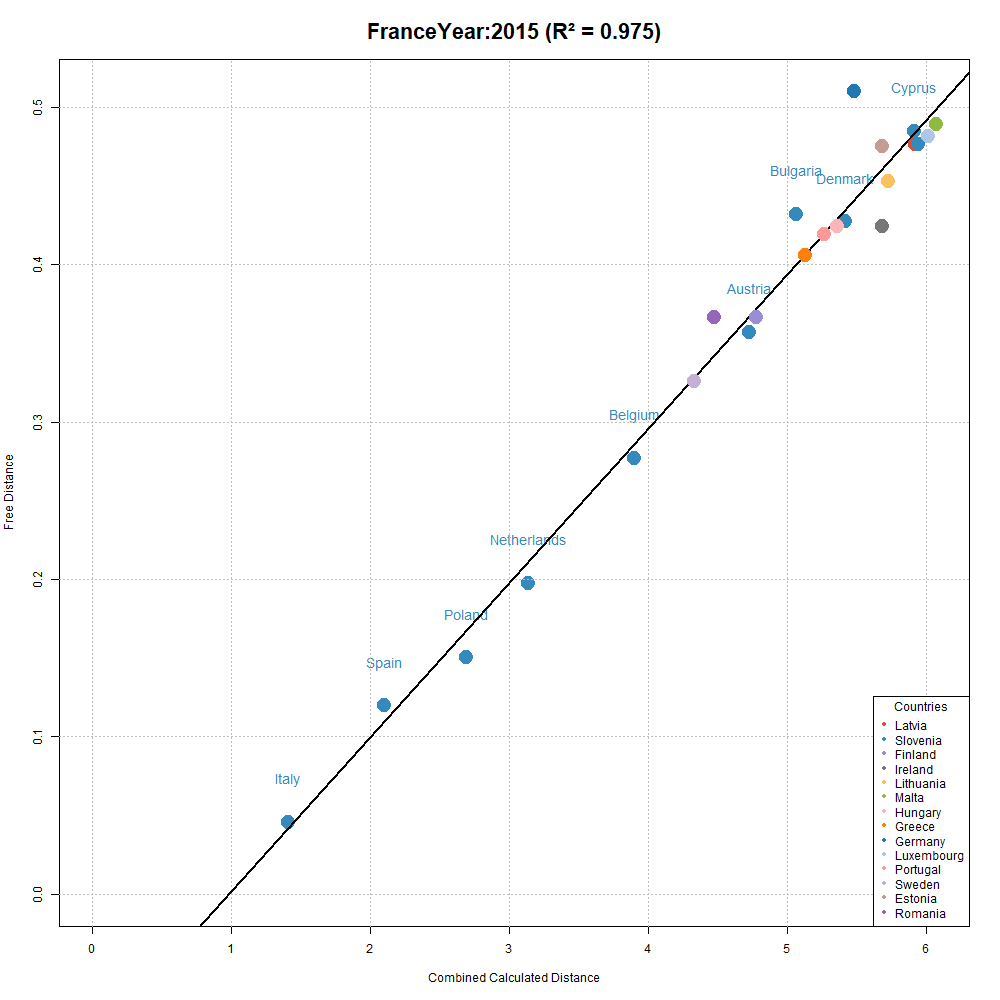 FranceYear:2015 (R² = 0.975)
Cyprus
0.5
Bulgaria
Denmark
0.4
Austria
0.3
Belgium
Free Distance
Netherlands
0.2
Poland
Spain
0.1
Italy
0.0
Countries
Latvia
Slovenia
Finland
Ireland
Lithuania
Malta
Hungary
Greece
Germany
Luxembourg
Portugal
Sweden
Estonia
Romania
0 1 2 3 4 5 6
Combined Calculated Distance